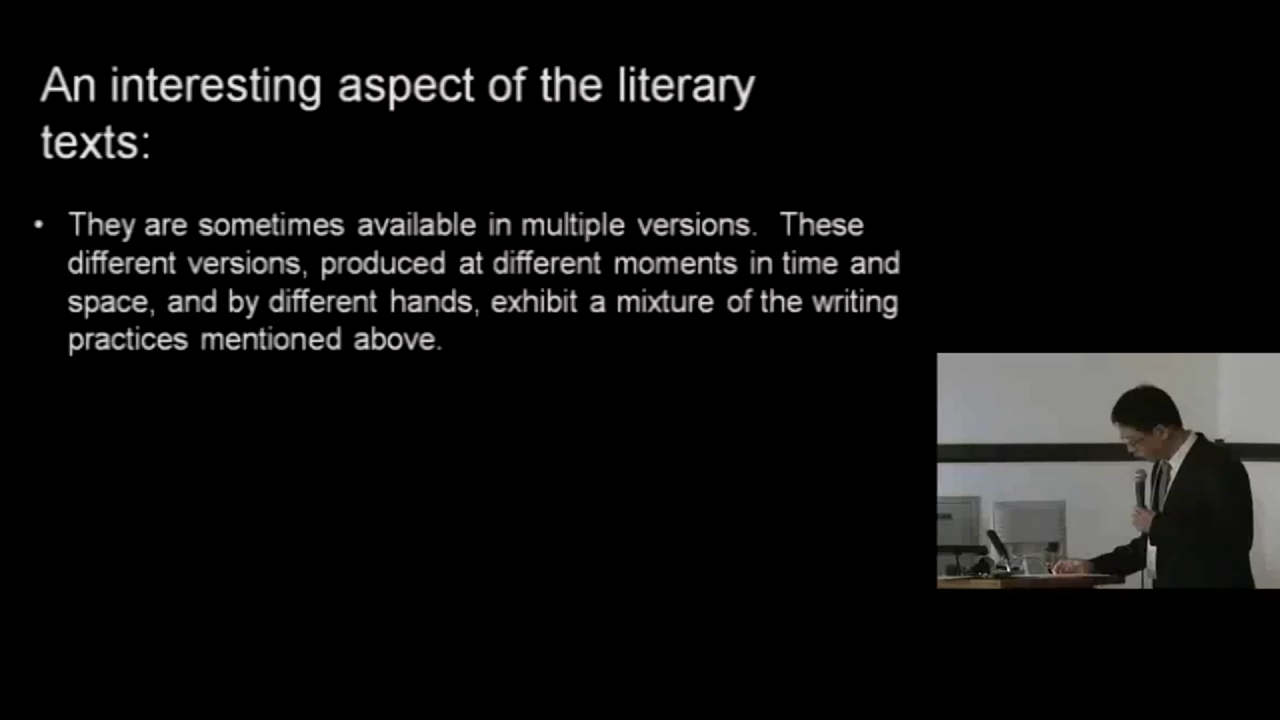 An interesting aspect of the literary
texts:
• They are sometimes available in multiple versions.  These
different versions, produced at different moments in time and
space, and by different hands, exhibit a mixture of the writing
practices mentioned above.